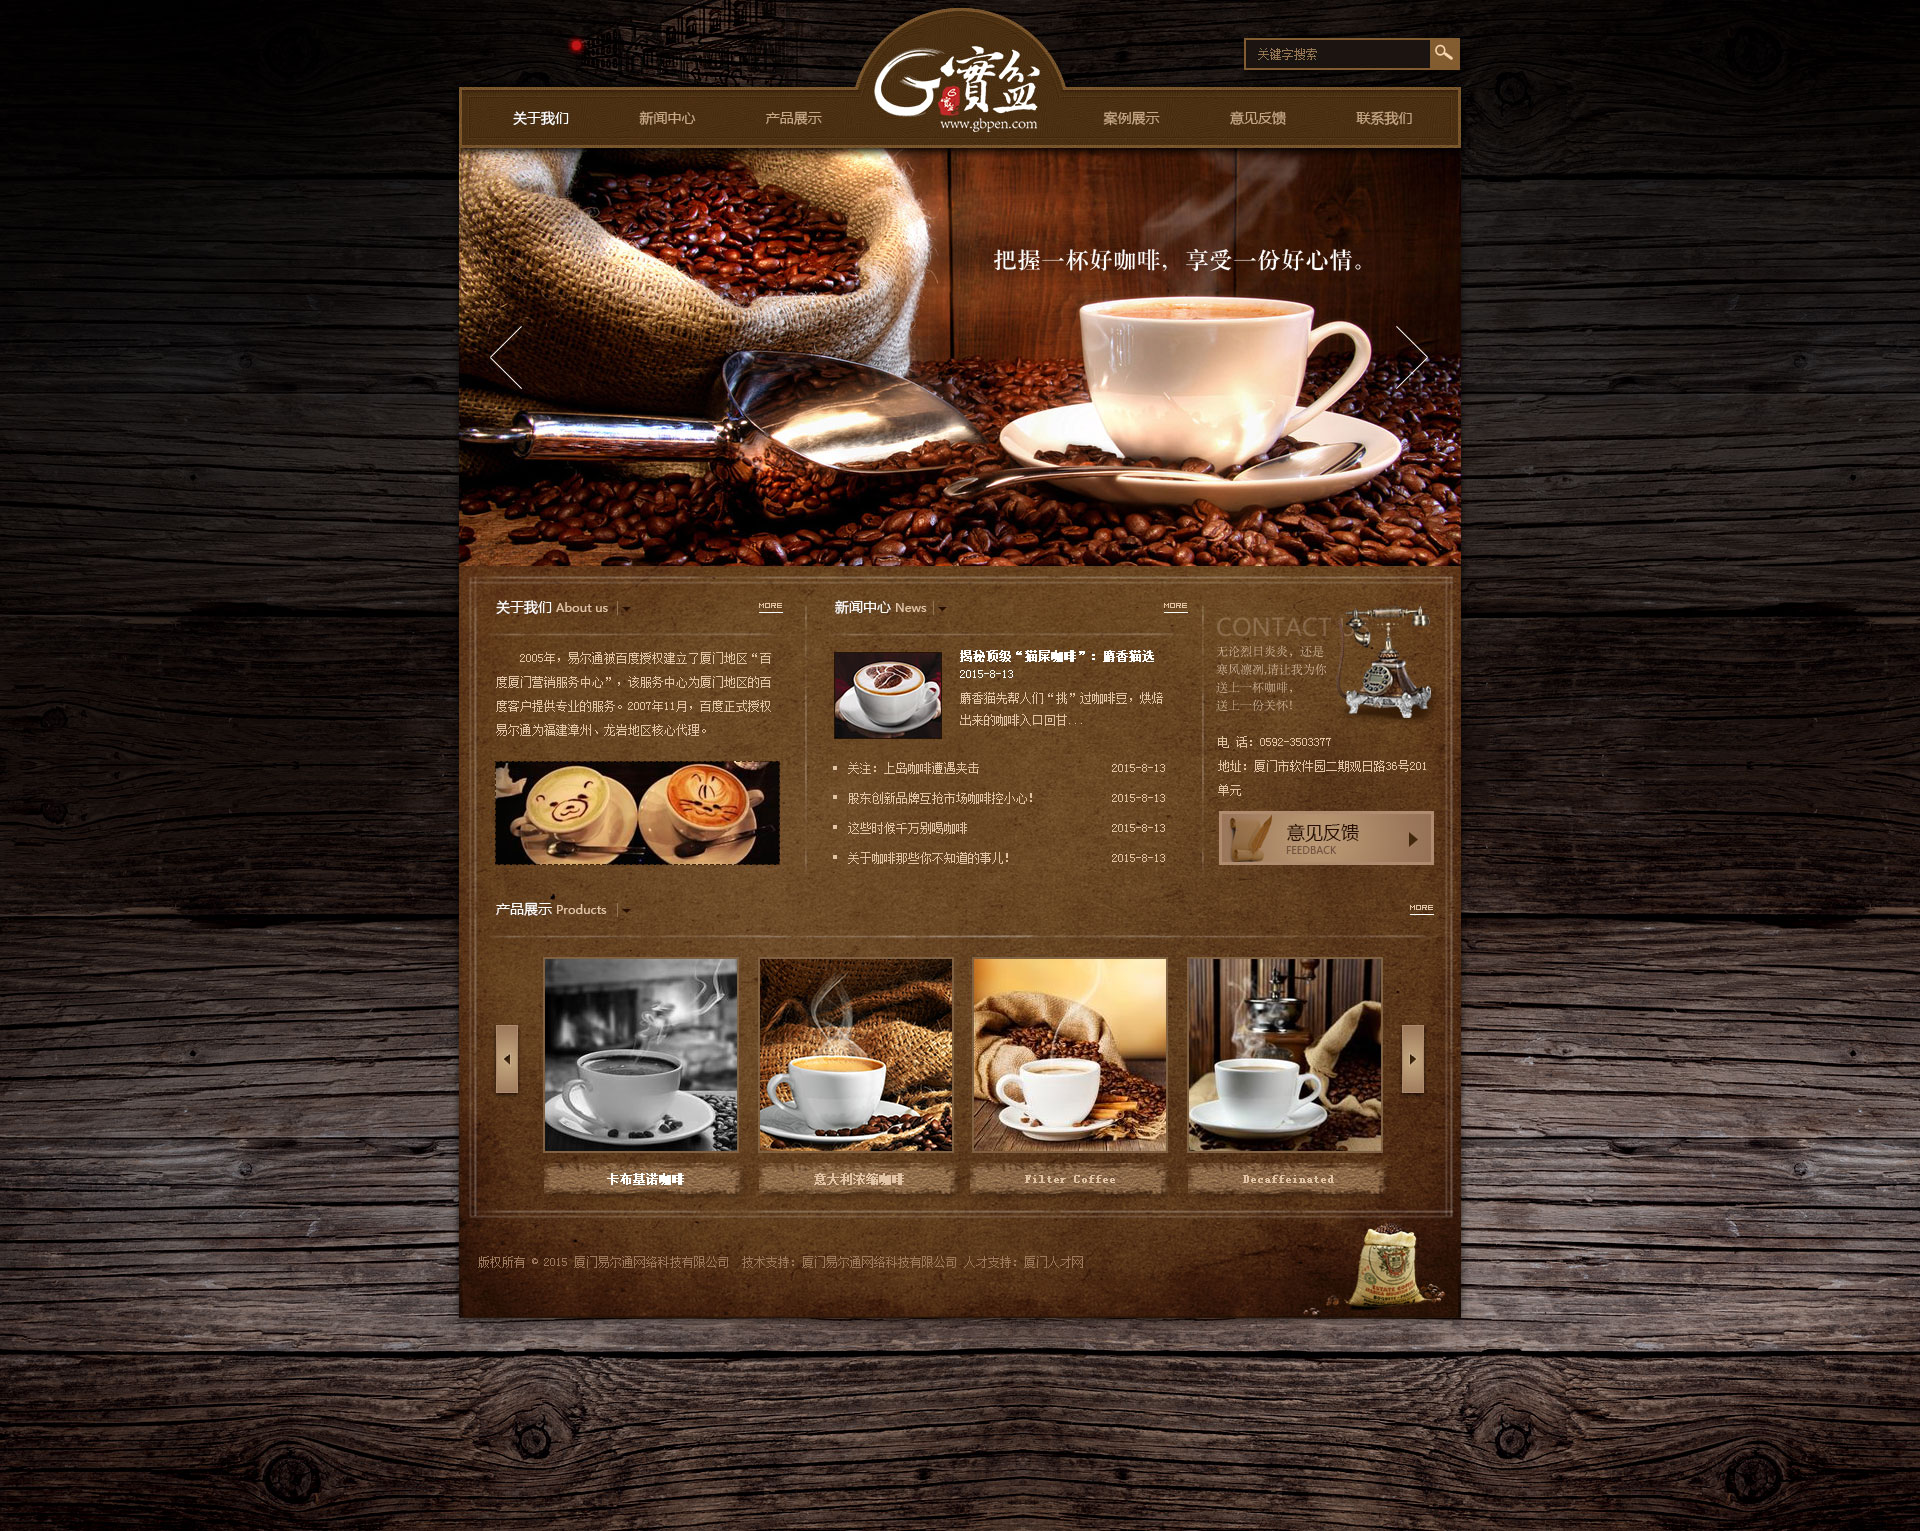 关键字搜索
关于我们
新闻中心
产品展示
G寶盆
www.gbpen.com
案例展示
意见反馈
联系我们
把握一杯好咖啡，享受一份好心情。
关于我们 About us
MORE
2005年，易尔通被百度授权建立了厦门地区“百
度厦门营销服务中心”，该服务中心为厦门地区的百
度客户提供专业的服务。2007年11月，百度正式授权
易尔通为福建漳州、龙岩地区核心代理。
新闻中心 News
MORE
揭秘顶级“猫屎咖啡”：麝香猫选
2015-8-13
麝香猫先帮人们“挑”过咖啡豆，烘焙
出来的咖啡入口回甘...
关注：上岛咖啡遭遇夹击 2015-8-13
股东创新品牌互抢市场咖啡控小心！ 2015-8-13
这些时候千万别喝咖啡 2015-8-13
关于咖啡那些你不知道的事儿！ 2015-8-13
CONTACT
无论烈日炎炎，还是
寒风凛冽,请让我为你
送上一杯咖啡，
送上一份关怀！
电 话：0592-3503377
地址：厦门市软件园二期观日路36号201
单元
意见反馈
FEEDBACK
产品展示 Products
MORE
卡布基诺咖啡
意大利浓缩咖啡
Filter Coffee
Decaffeinated
版权所有 © 2015 厦门易尔通网络科技有限公司 技术支持：厦门易尔通网络科技有限公司 人才支持：厦门人才网